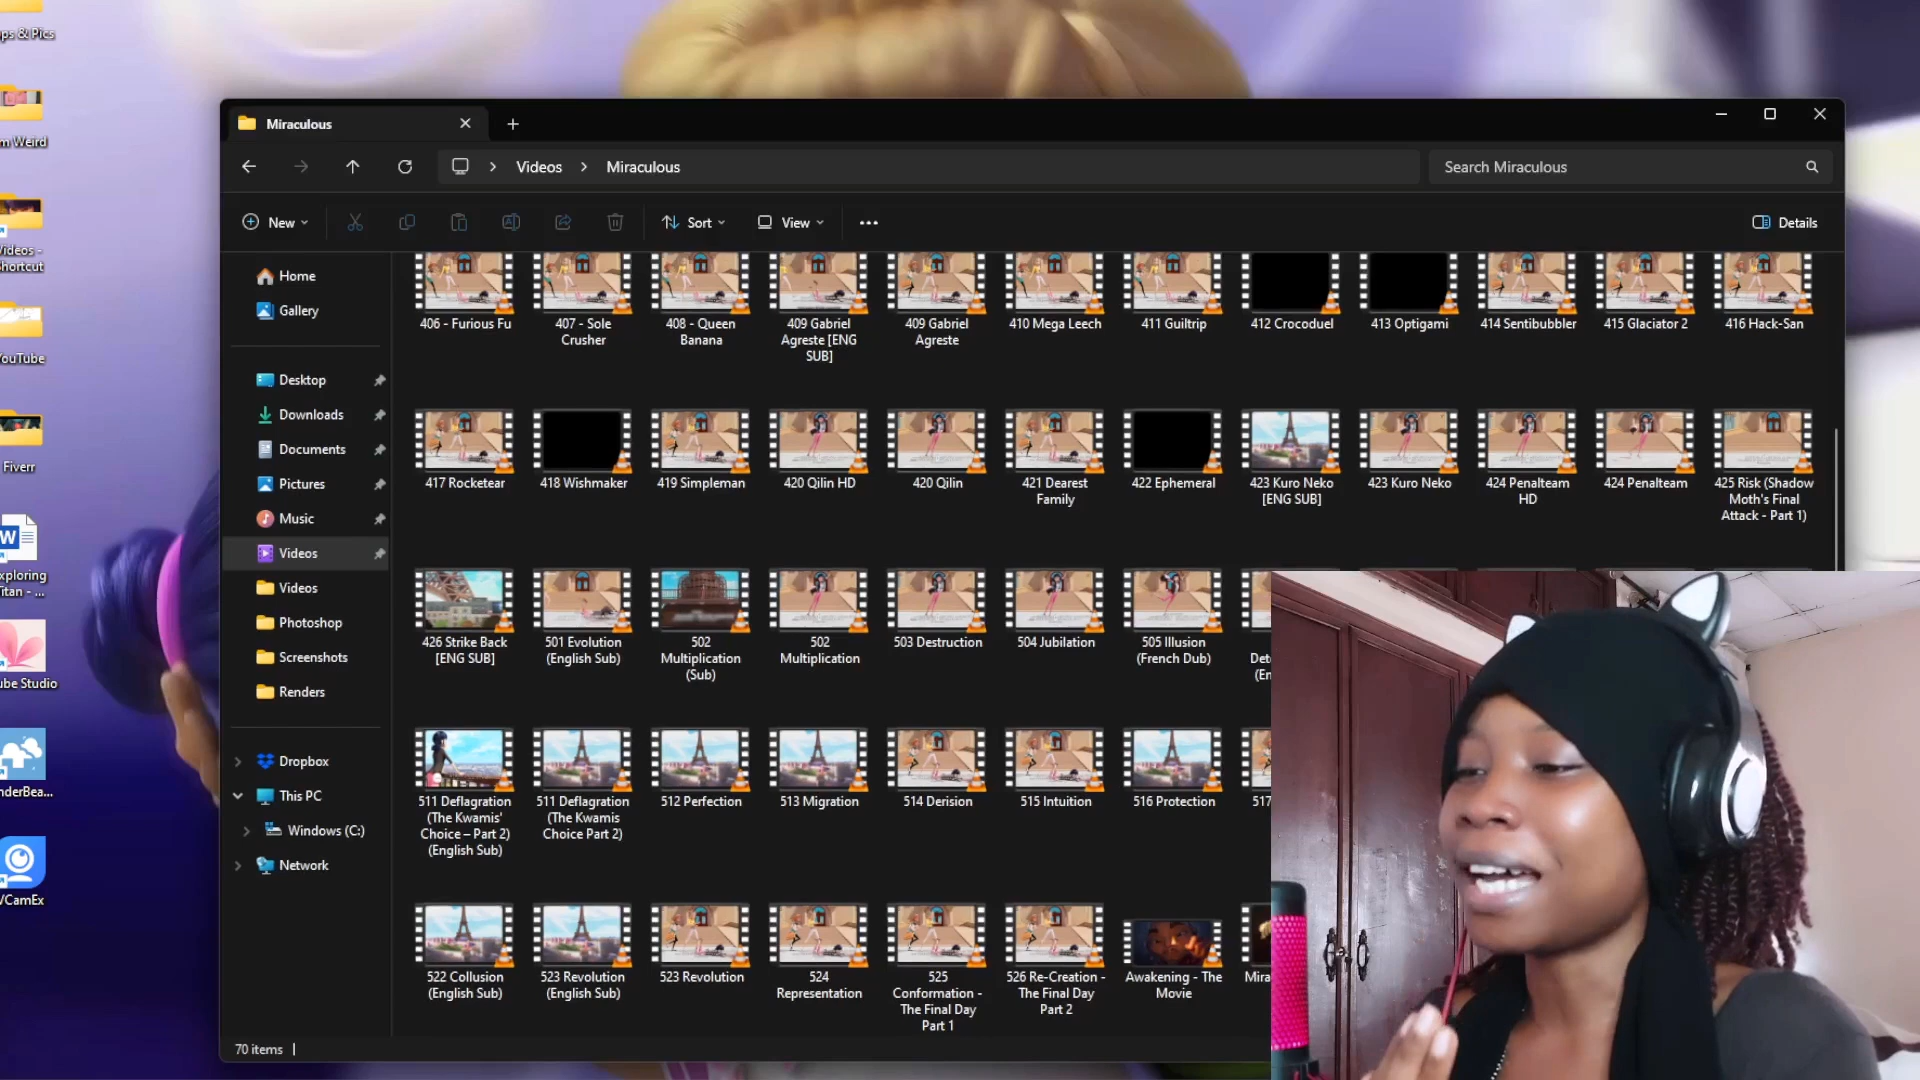 ps & Pics
m Weird
Videos -
Shortcut
YouTube
Fiverr
xploring
itan - ...
ube Studio
nderBea...
VCamEx
Miraculous
Videos
Miraculous
Search Miraculous
New
Sort
View
Details
Home
Gallery
Desktop
Downloads
Documents
Pictures
Music
Videos
Videos
Photoshop
Screenshots
Renders
Dropbox
This PC
Windows (C:)
Network
406 - Furious Fu
407 - Sole
Crusher
408 - Queen
Banana
409 Gabriel
Agreste [ENG
SUB]
409 Gabriel
Agreste
410 Mega Leech
411 Guiltrip
412 Crocoduel
413 Optigami
414 Sentibubbler
415 Glaciator 2
416 Hack-San
417 Rocketear
418 Wishmaker
419 Simpleman
420 Qilin HD
420 Qilin
421 Dearest
Family
422 Ephemeral
423 Kuro Neko
[ENG SUB]
423 Kuro Neko
424 Penalteam
HD
424 Penalteam
425 Risk (Shadow
Moth's Final
Attack - Part 1)
426 Strike Back
[ENG SUB]
501 Evolution
(English Sub)
502
Multiplication
(Sub)
502
Multiplication
503 Destruction
504 Jubilation
505 Illusion
(French Dub)
Det
(En
511 Deflagration
(The Kwamis'
Choice – Part 2)
(English Sub)
511 Deflagration
(The Kwamis
Choice Part 2)
512 Perfection
513 Migration
514 Derision
515 Intuition
516 Protection
517
522 Collusion
(English Sub)
523 Revolution
(English Sub)
523 Revolution
524
Representation
525
Conformation -
The Final Day
Part 1
526 Re-Creation -
The Final Day
Part 2
Awakening - The
Movie
Mira
70 items